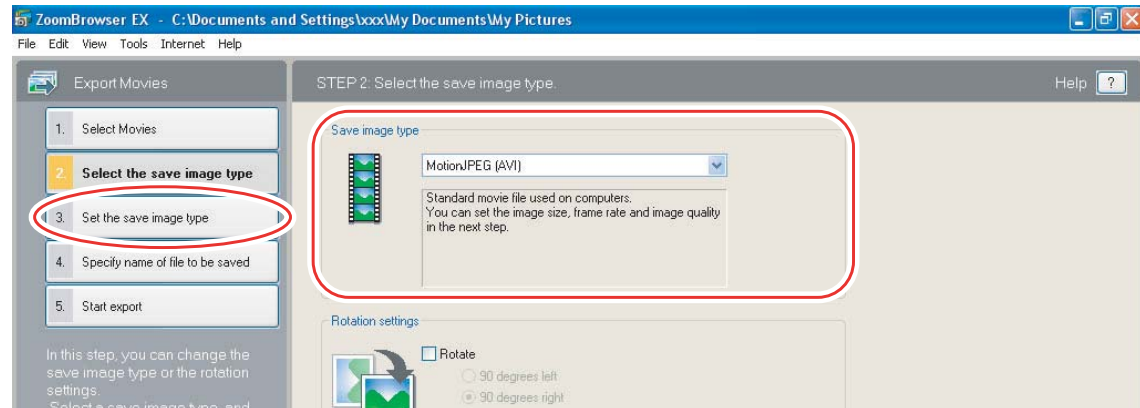 ZoomBrowser EX - C:\Documents and Settings\xxx\My Documents\My Pictures
File Edit View Tools Internet Help
Export Movies
STEP 2: Select the save image type.
Help ?
1. Select Movies
2. Select the save image type
3. Set the save image type
4. Specify name of file to be saved
5. Start export
In this step, you can change the
save image type or the rotation
settings.
Select a save image type, and
Save image type
MotionJPEG (AVI)
Standard movie file used on computers.
You can set the image size, frame rate and image quality
in the next step.
Rotation settings
Rotate
90 degrees left
90 degrees right